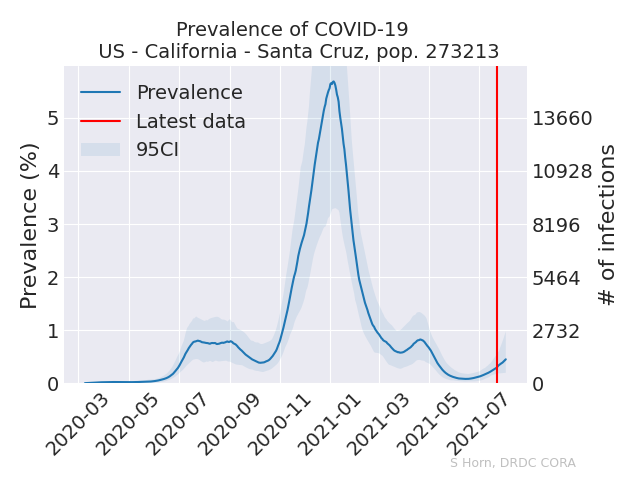 Prevalence of COVID-19
US - California - Santa Cruz, pop. 273213
Prevalence
Latest data
95CI
Prevalence (%)
5
4
3
2
1
0
13660
10928
8196
5464
2732
0
# of infections
2020-03
2020-05
2020-07
2020-09
2020-11
2021-01
2021-03
2021-05
2021-07
S Horn, DRDC CORA